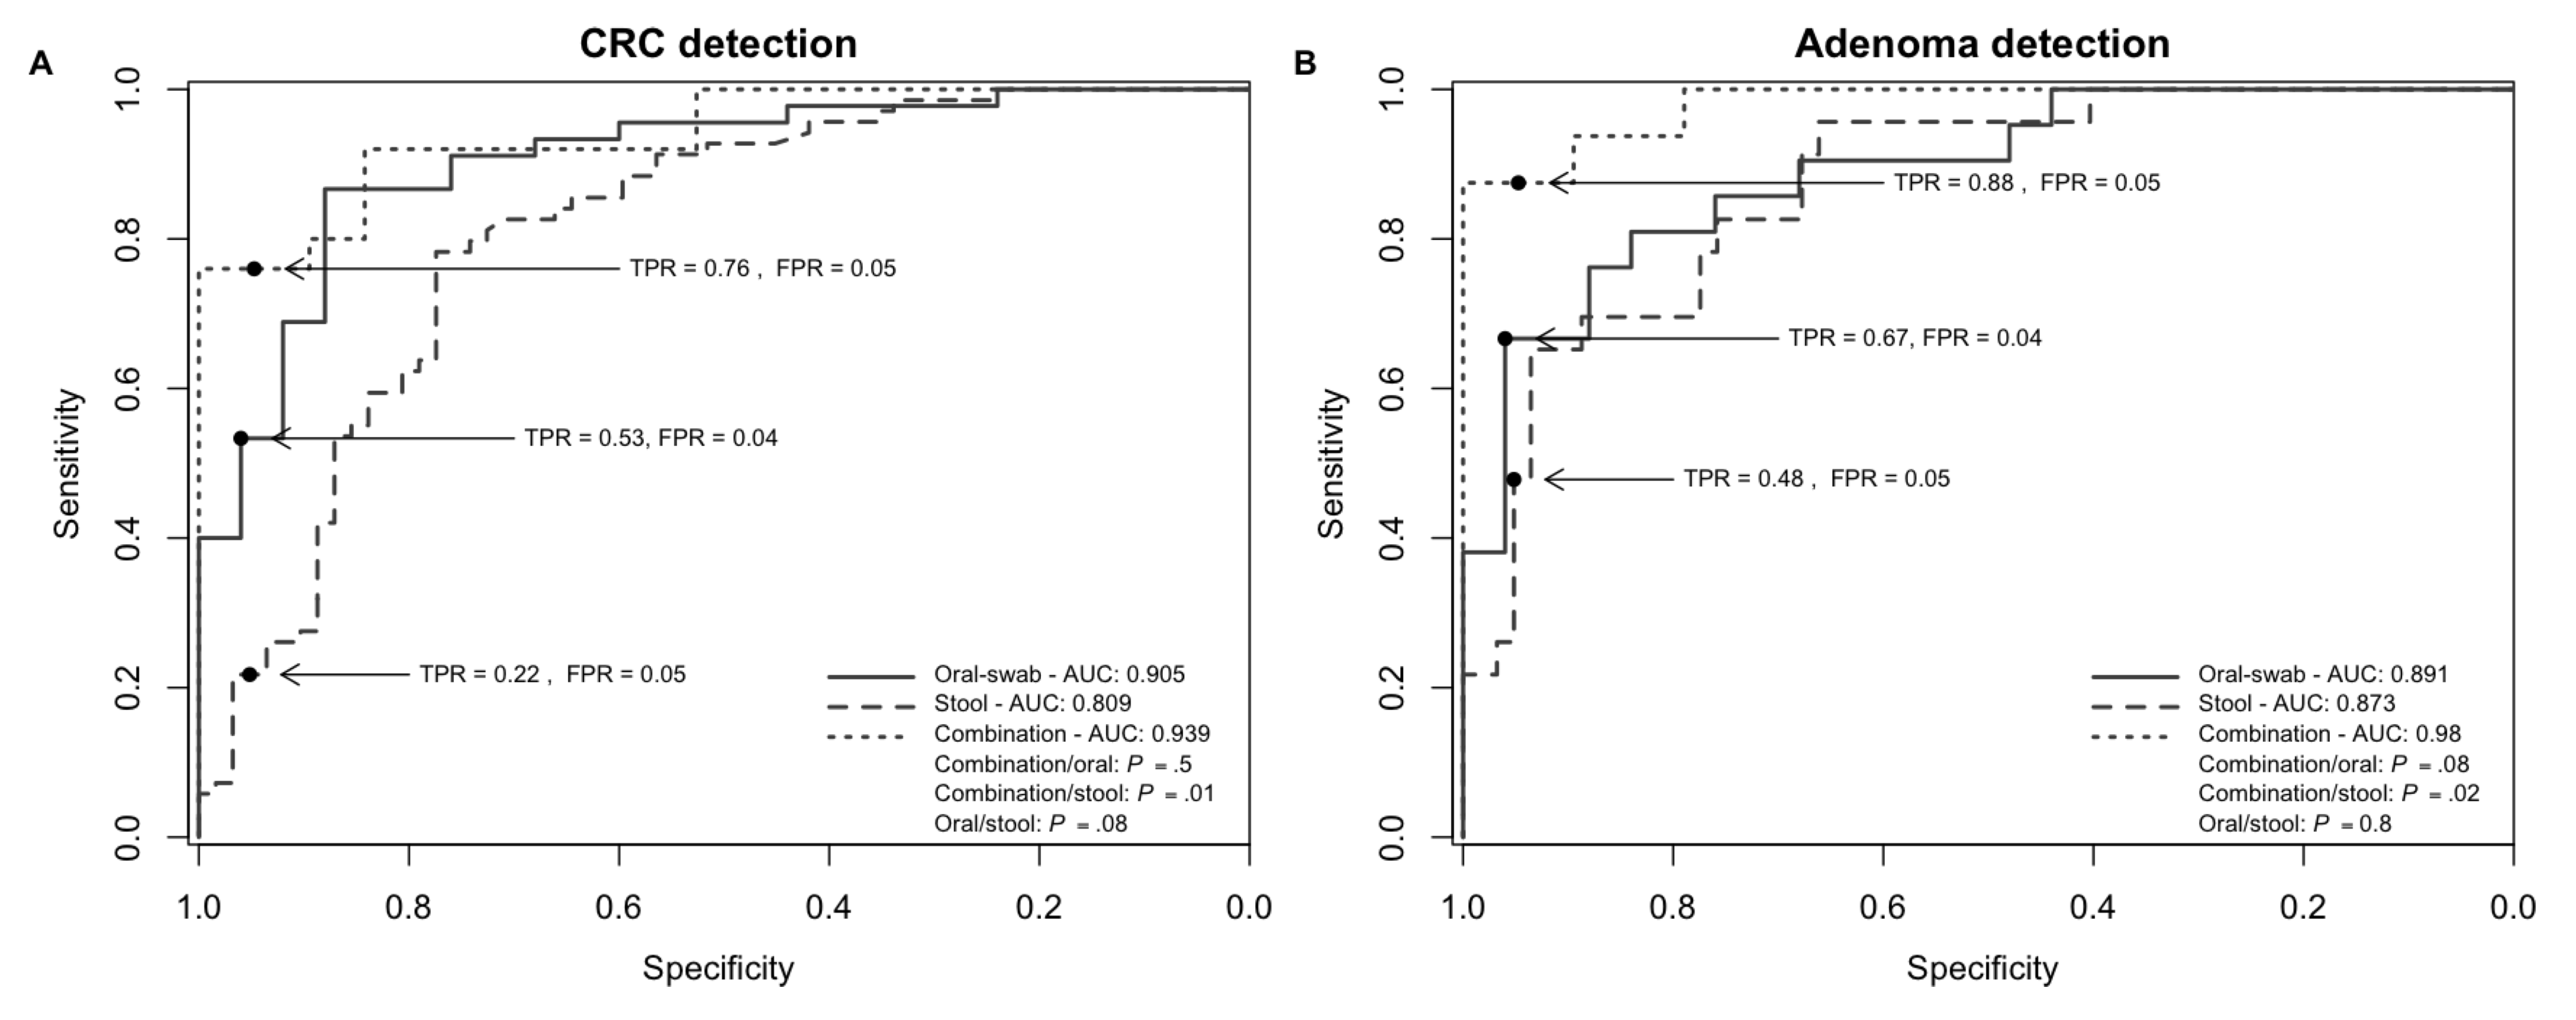 A
CRC detection
1.0
0.8
0.6
0.4
0.2
0.0
Sensitivity
TPR = 0.76 , FPR = 0.05
TPR = 0.53, FPR = 0.04
TPR = 0.22 , FPR = 0.05
Oral-swab - AUC: 0.905
Stool - AUC: 0.809
Combination - AUC: 0.939
Combination/oral: P = .5
Combination/stool: P = .01
Oral/stool: P = .08
1.0 0.8 0.6 0.4 0.2 0.0
Specificity
B
Adenoma detection
1.0
0.8
0.6
0.4
0.2
0.0
Sensitivity
TPR = 0.88 , FPR = 0.05
TPR = 0.67, FPR = 0.04
TPR = 0.48 , FPR = 0.05
Oral-swab - AUC: 0.891
Stool - AUC: 0.873
Combination - AUC: 0.98
Combination/oral: P = .08
Combination/stool: P = .02
Oral/stool: P = 0.8
1.0 0.8 0.6 0.4 0.2 0.0
Specificity